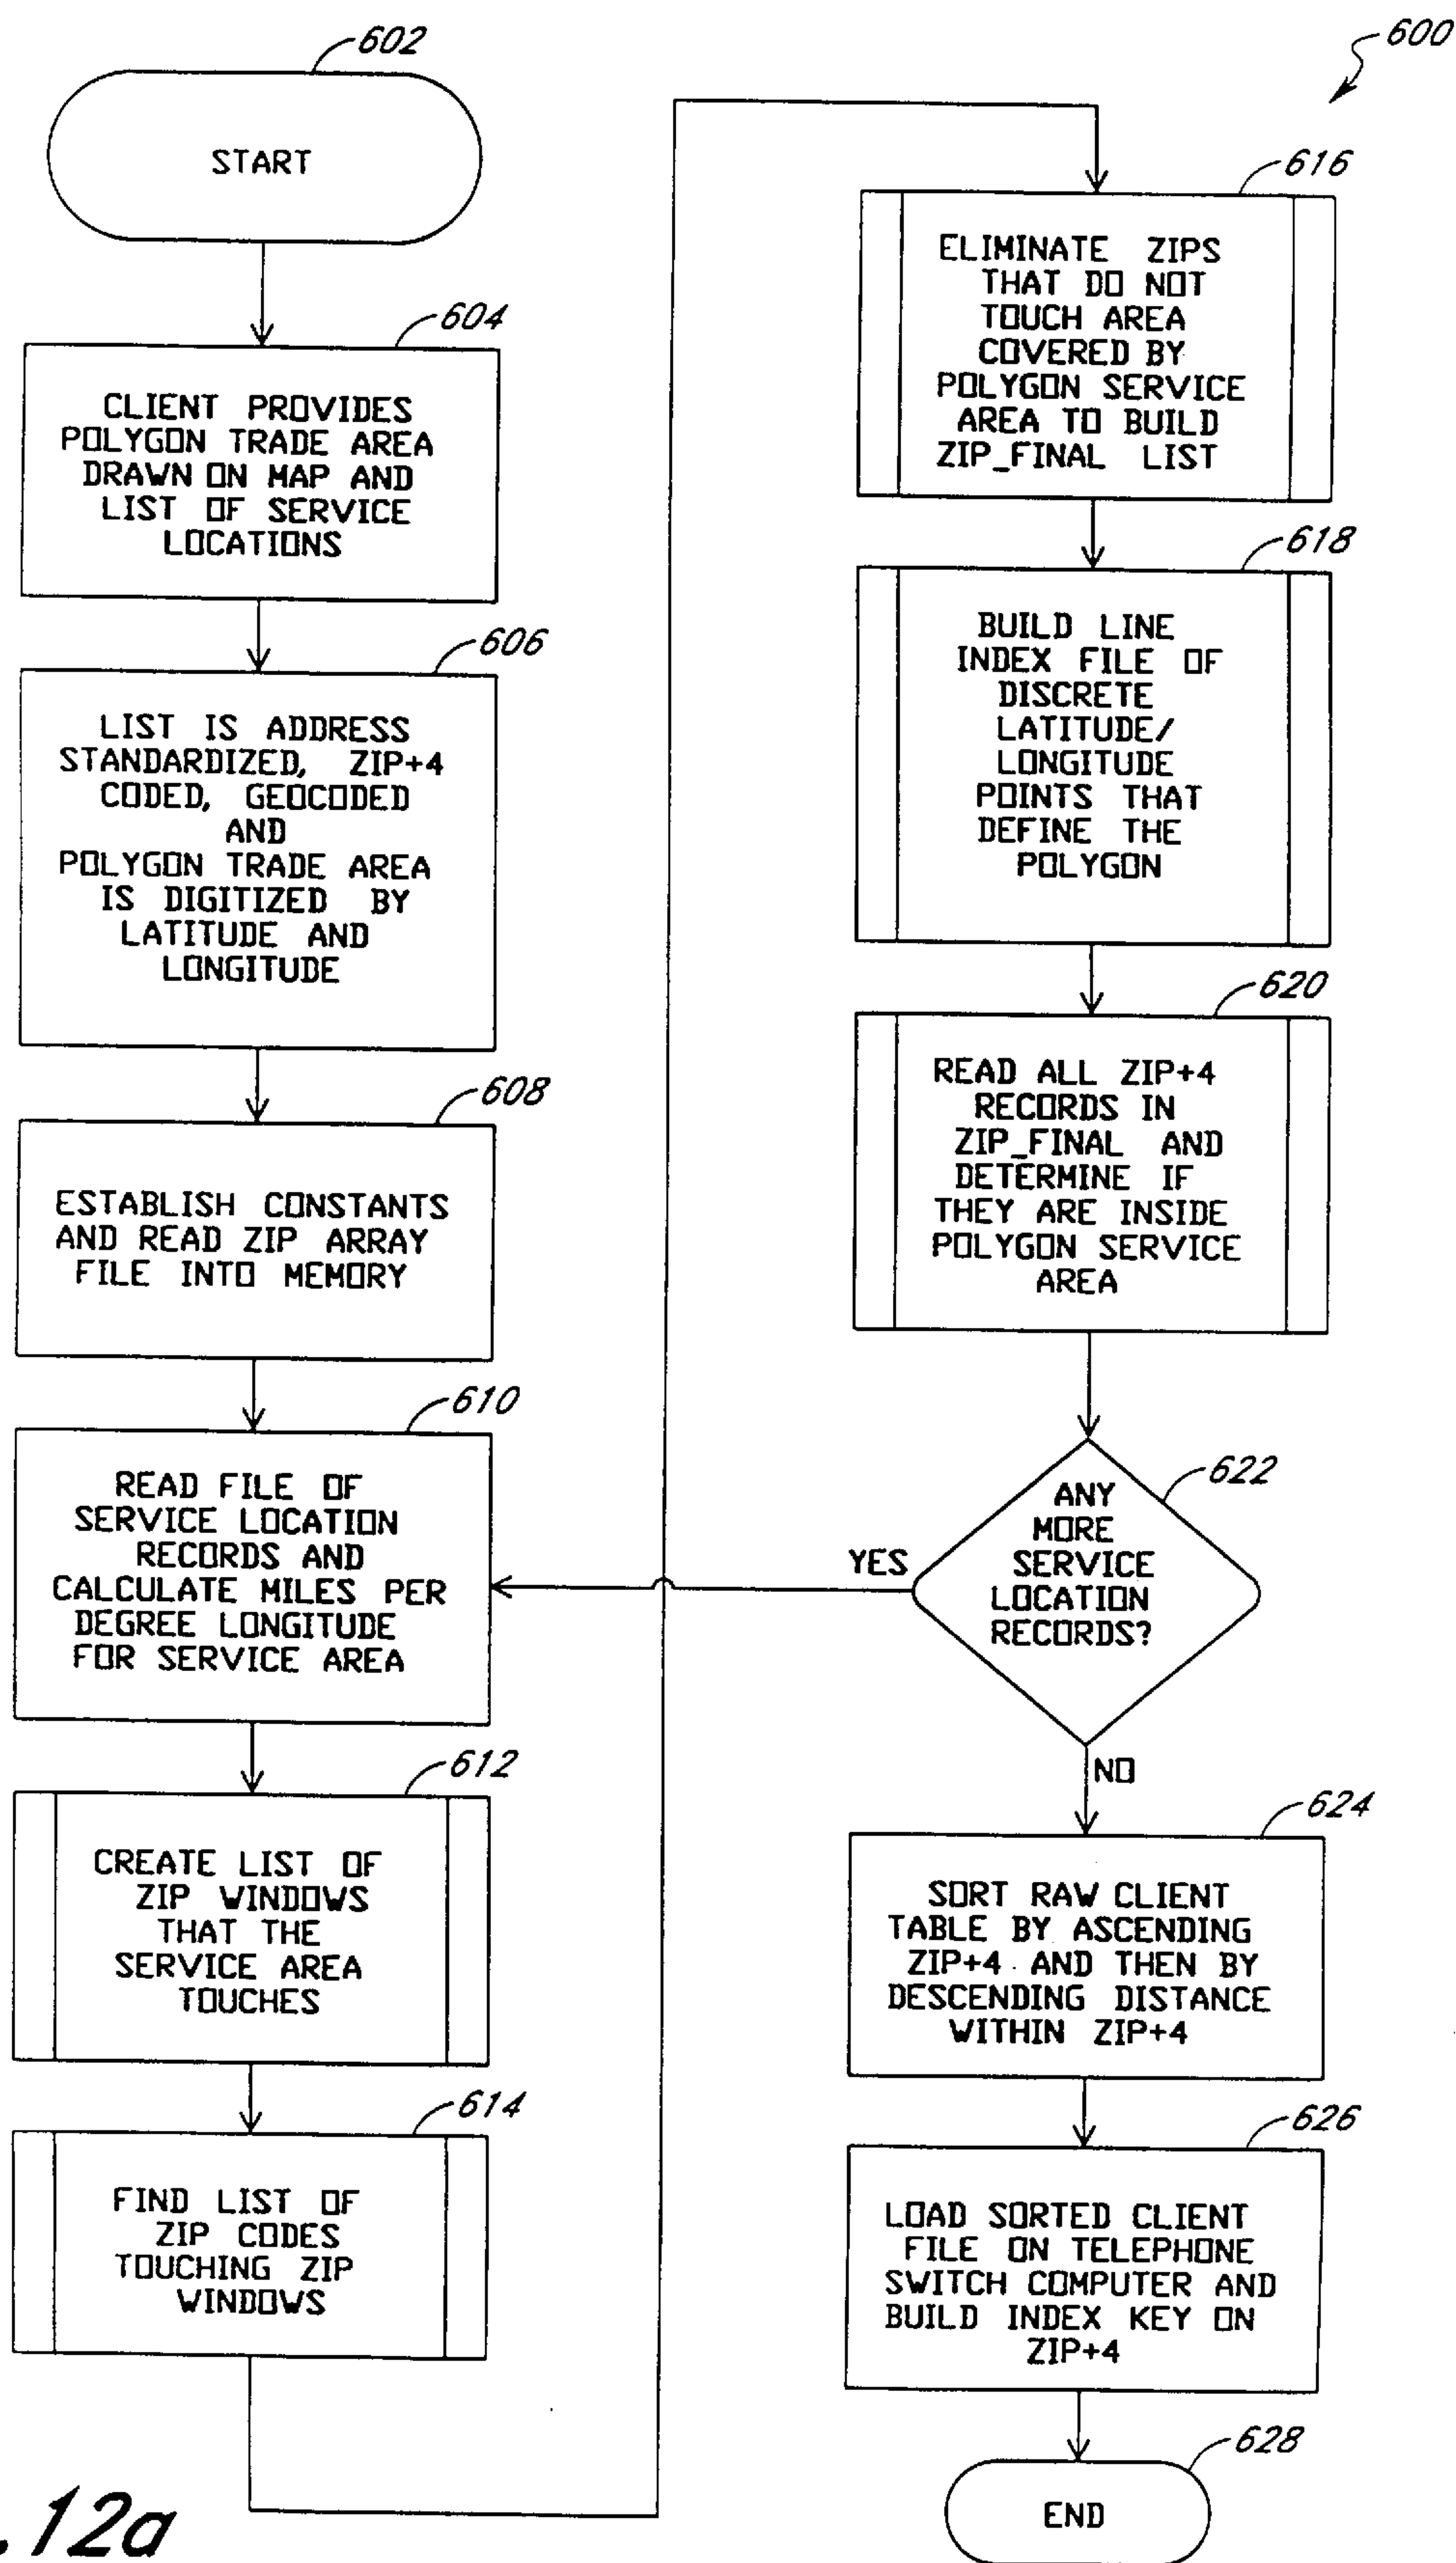 600
602
START
604
CLIENT PROVIDES
POLYGON TRADE AREA
DRAWN ON MAP AND
LIST OF SERVICE
LOCATIONS
606
LIST IS ADDRESS
STANDARDIZED, ZIP+4
CODED, GEOCODED
AND
POLYGON TRADE AREA
IS DIGITIZED BY
LATITUDE AND
LONGITUDE
608
ESTABLISH CONSTANTS
AND READ ZIP ARRAY
FILE INTO MEMORY
610
READ FILE OF
SERVICE LOCATION
RECORDS AND
CALCULATE MILES PER
DEGREE LONGITUDE
FOR SERVICE AREA
612
CREATE LIST OF
ZIP WINDOWS
THAT THE
SERVICE AREA
TOUCHES
614
FIND LIST OF
ZIP CODES
TOUCHING ZIP
WINDOWS
616
ELIMINATE ZIPS
THAT DO NOT
TOUCH AREA
COVERED BY
POLYGON SERVICE
AREA TO BUILD
ZIP_FINAL LIST
618
BUILD LINE
INDEX FILE OF
DISCRETE
LATITUDE/
LONGITUDE
POINTS THAT
DEFINE THE
POLYGON
620
READ ALL ZIP+4
RECORDS IN
ZIP_FINAL AND
DETERMINE IF
THEY ARE INSIDE
POLYGON SERVICE
AREA
622
ANY
MORE
SERVICE
LOCATION
RECORDS?
YES
NO
624
SORT RAW CLIENT
TABLE BY ASCENDING
ZIP+4 AND THEN BY
DESCENDING DISTANCE
WITHIN ZIP+4
626
LOAD SORTED CLIENT
FILE ON TELEPHONE
SWITCH COMPUTER AND
BUILD INDEX KEY ON
ZIP+4
628
END
. 12a